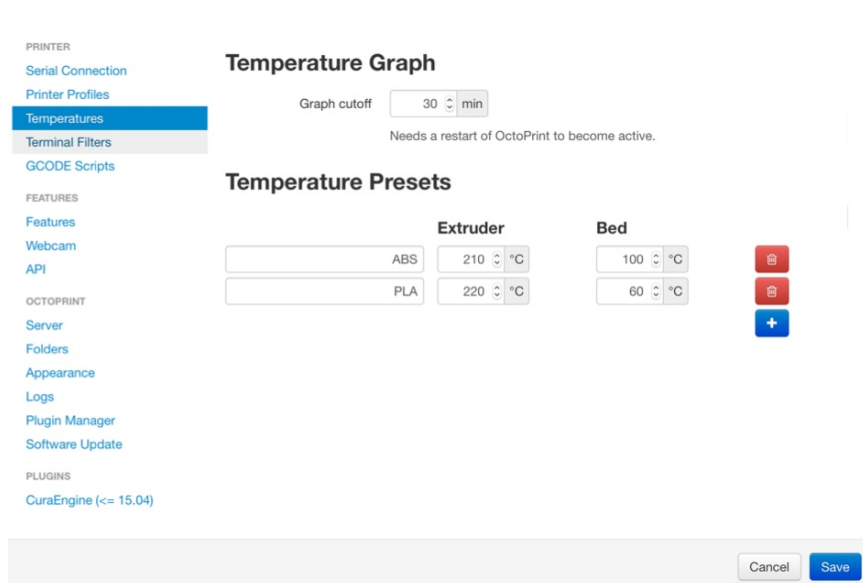 PRINTER
Serial Connection
Printer Profiles
Temperatures
Terminal Filters
GCODE Scripts
FEATURES
Features
Webcam
API
OCTOPRINT
Server
Folders
Appearance
Logs
Plugin Manager
Software Update
PLUGINS
CuraEngine (<= 15.04)
Temperature Graph
Graph cutoff 30 min
Needs a restart of OctoPrint to become active.
Temperature Presets
Extruder Bed
ABS 210 °C 100 °C
PLA 220 °C 60 °C
Cancel Save